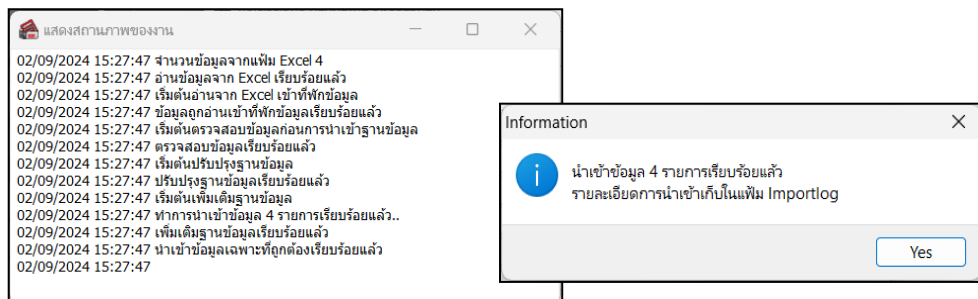 แสดงสถานภาพของงาน
02/09/2024 15:27:47 จำนวนข้อมูลจากแฟ้ม Excel 4
02/09/2024 15:27:47 อ่านข้อมูลจาก Excel เรียบร้อยแล้ว
02/09/2024 15:27:47 เริ่มต้นอ่านจาก Excel เข้าที่พักข้อมูล
02/09/2024 15:27:47 ข้อมูลถูกอ่านเข้าที่พักข้อมูลเรียบร้อยแล้ว
02/09/2024 15:27:47 เริ่มต้นตรวจสอบข้อมูลก่อนการนำเข้าฐานข้อมูล
02/09/2024 15:27:47 ตรวจสอบข้อมูลเรียบร้อยแล้ว
02/09/2024 15:27:47 เริ่มต้นปรับปรุงฐานข้อมูล
02/09/2024 15:27:47 ปรับปรุงฐานข้อมูลเรียบร้อยแล้ว
02/09/2024 15:27:47 เริ่มต้นเพิ่มเติมฐานข้อมูล
02/09/2024 15:27:47 ทำการนำเข้าข้อมูล 4 รายการเรียบร้อยแล้ว..
02/09/2024 15:27:47 เพิ่มเติมฐานข้อมูลเรียบร้อยแล้ว
02/09/2024 15:27:47 นำเข้าข้อมูลเฉพาะที่ถูกต้องเรียบร้อยแล้ว
02/09/2024 15:27:47
Information
นำเข้าข้อมูล 4 รายการเรียบร้อยแล้ว
รายละเอียดการนำเข้าเก็บในแฟ้ม Importlog
Yes